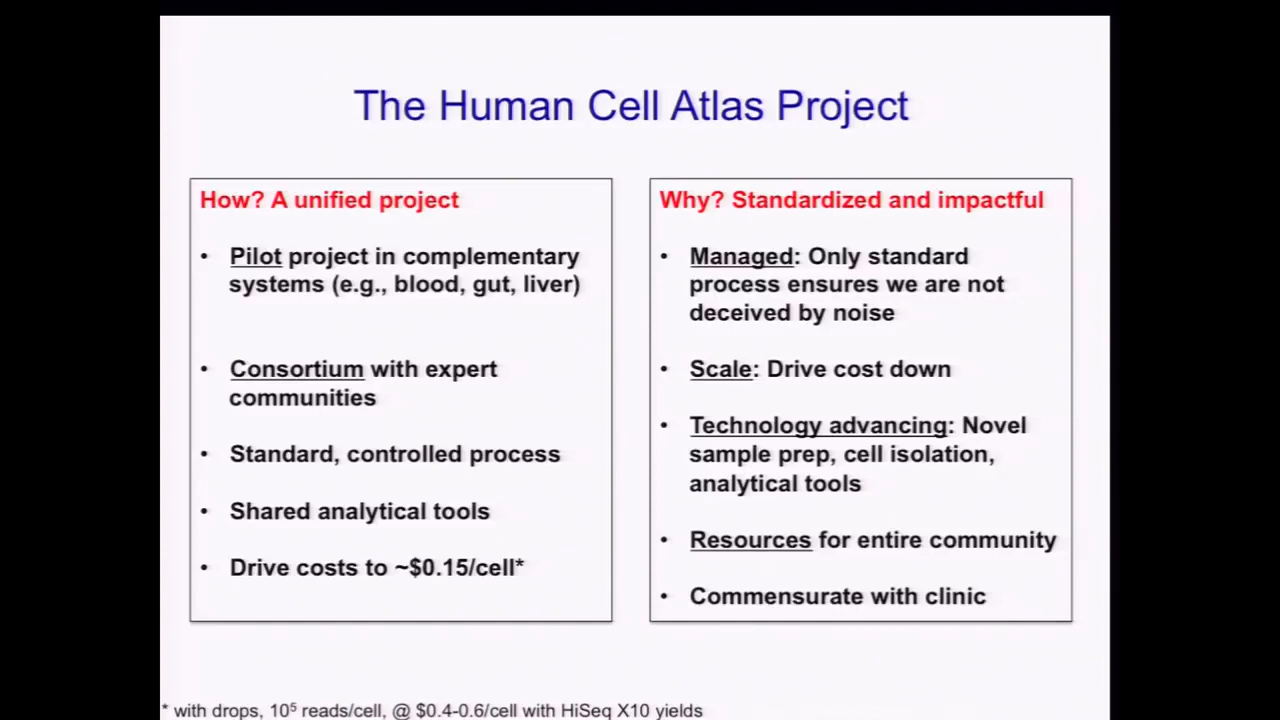 The Human Cell Atlas Project
How? A unified project
• Pilot project in complementary
systems (e.g., blood, gut, liver)
• Consortium with expert
communities
• Standard, controlled process
• Shared analytical tools
• Drive costs to ~$0.15/cell*
Why? Standardized and impactful
• Managed: Only standard
process ensures we are not
deceived by noise
• Scale: Drive cost down
• Technology advancing: Novel
sample prep, cell isolation,
analytical tools
• Resources for entire community
• Commensurate with clinic
* with drops, 10⁵ reads/cell, @ $0.4-0.6/cell with HiSeq X10 yields